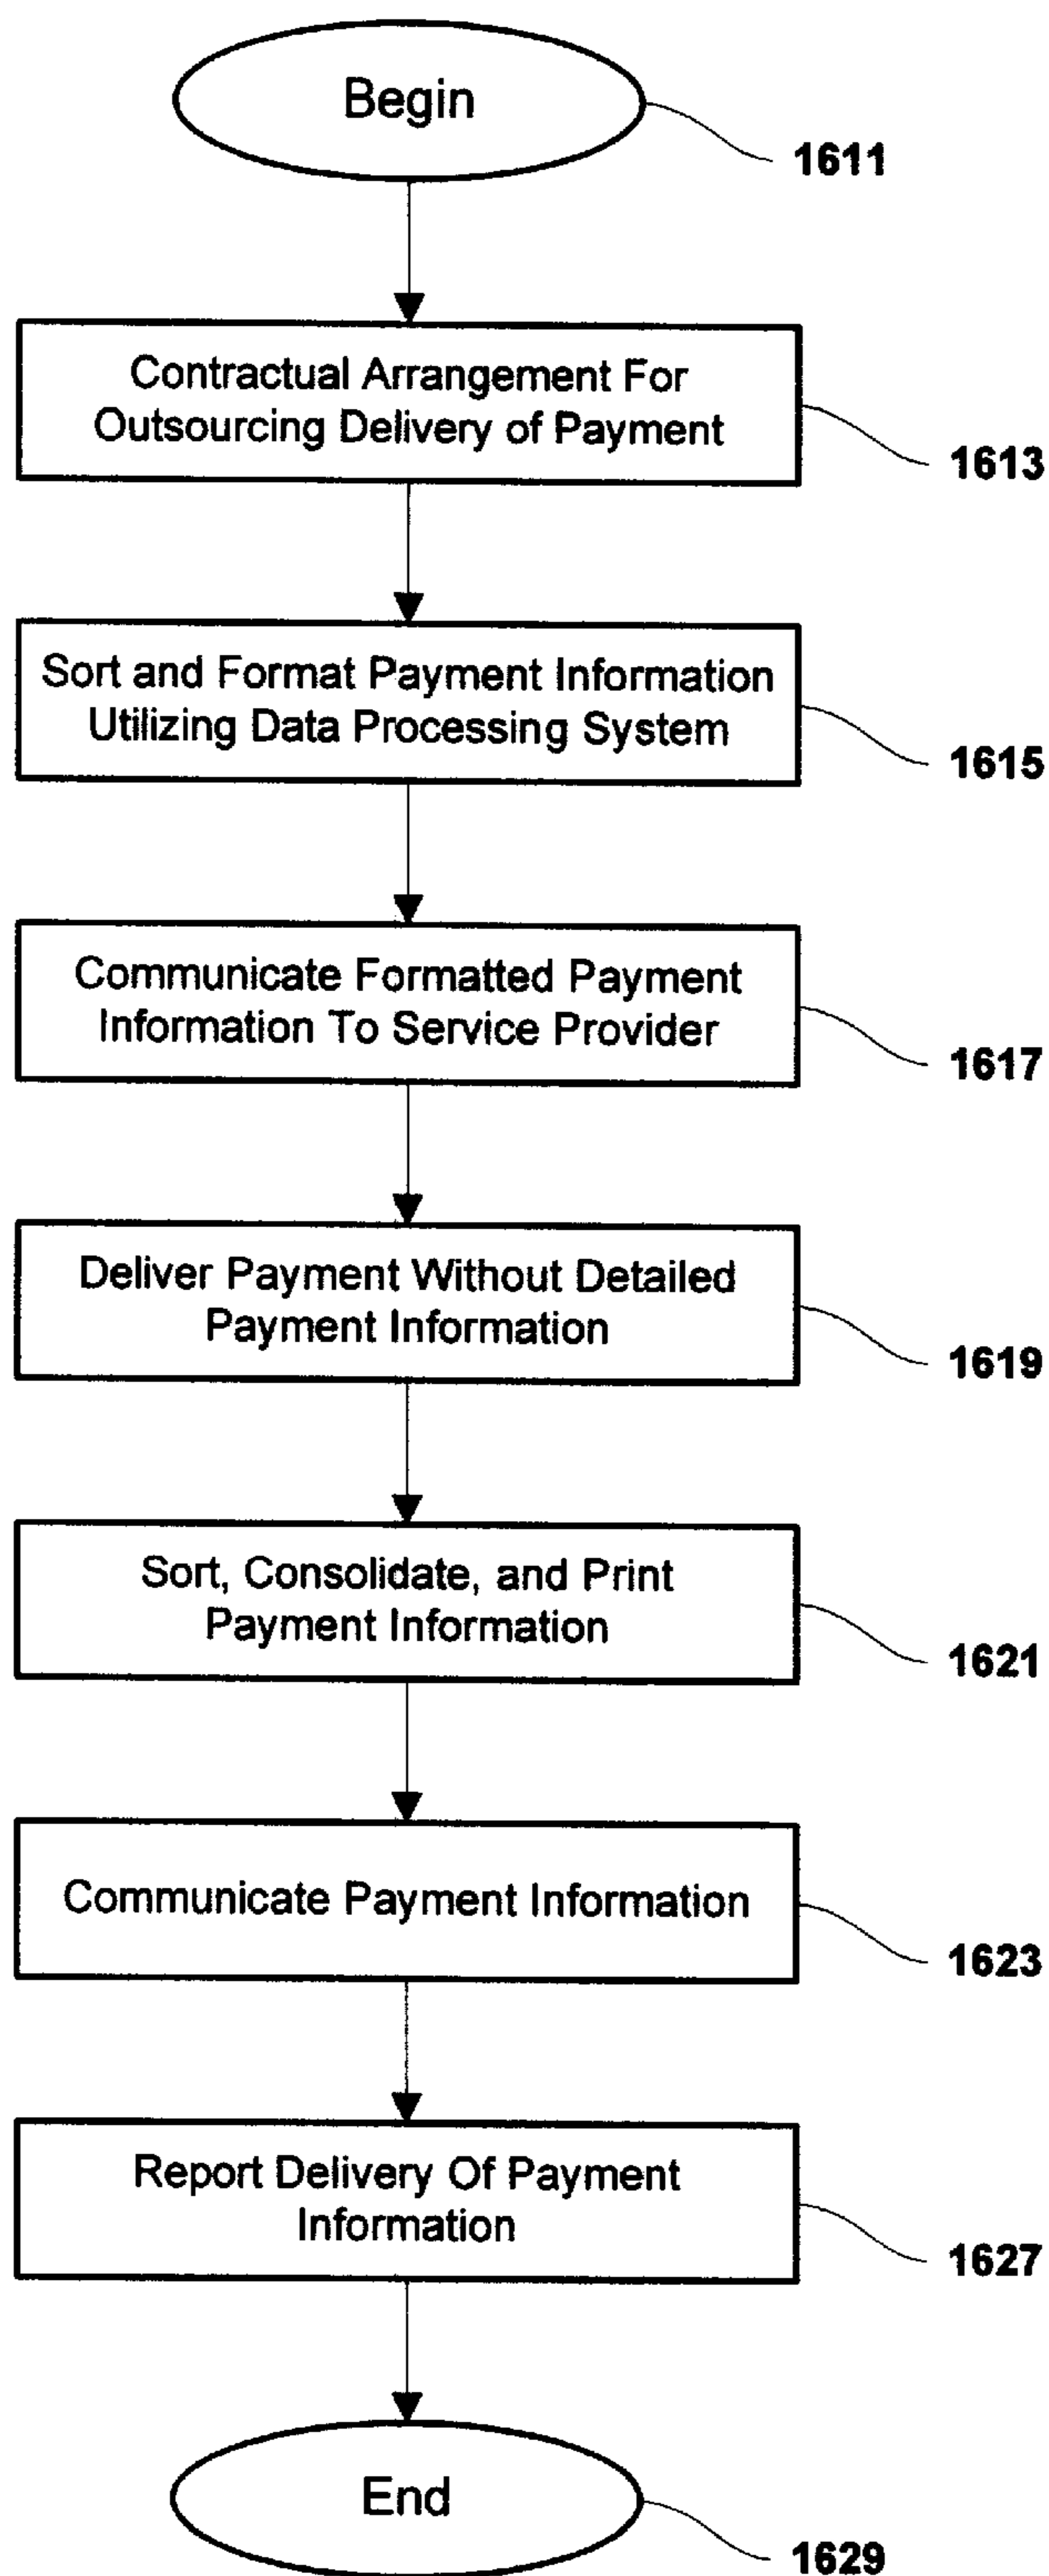 Begin
1611
Contractual Arrangement For
Outsourcing Delivery of Payment
1613
Sort and Format Payment Information
Utilizing Data Processing System
1615
Communicate Formatted Payment
Information To Service Provider
1617
Deliver Payment Without Detailed
Payment Information
1619
Sort, Consolidate, and Print
Payment Information
1621
Communicate Payment Information
1623
Report Delivery Of Payment
Information
1627
End
1629